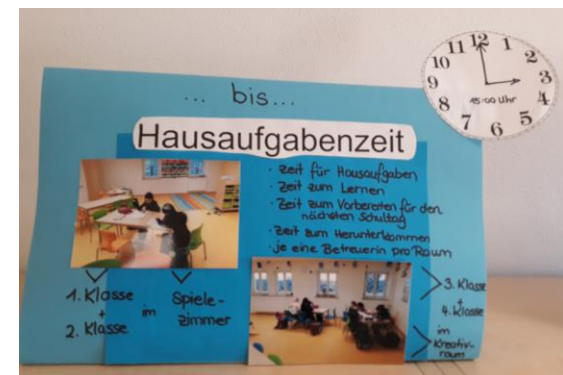 ... bis...
Hausaufgabenzeit
11 12 1
10 2
9 3
8 15:00 Uhr 4
7 6 5
· Zeit für Hausaufgaben
· Zeit zum Lernen
· Zeit zum Vorbereiten für den
nächsten Schultag
· Zeit zum Herunterkommen
· je eine Betreuerin pro Raum
1. Klasse
+
2. Klasse
im
Spiele-
zimmer
3. Klasse
+
4. Klasse
im
Kreativ-
raum